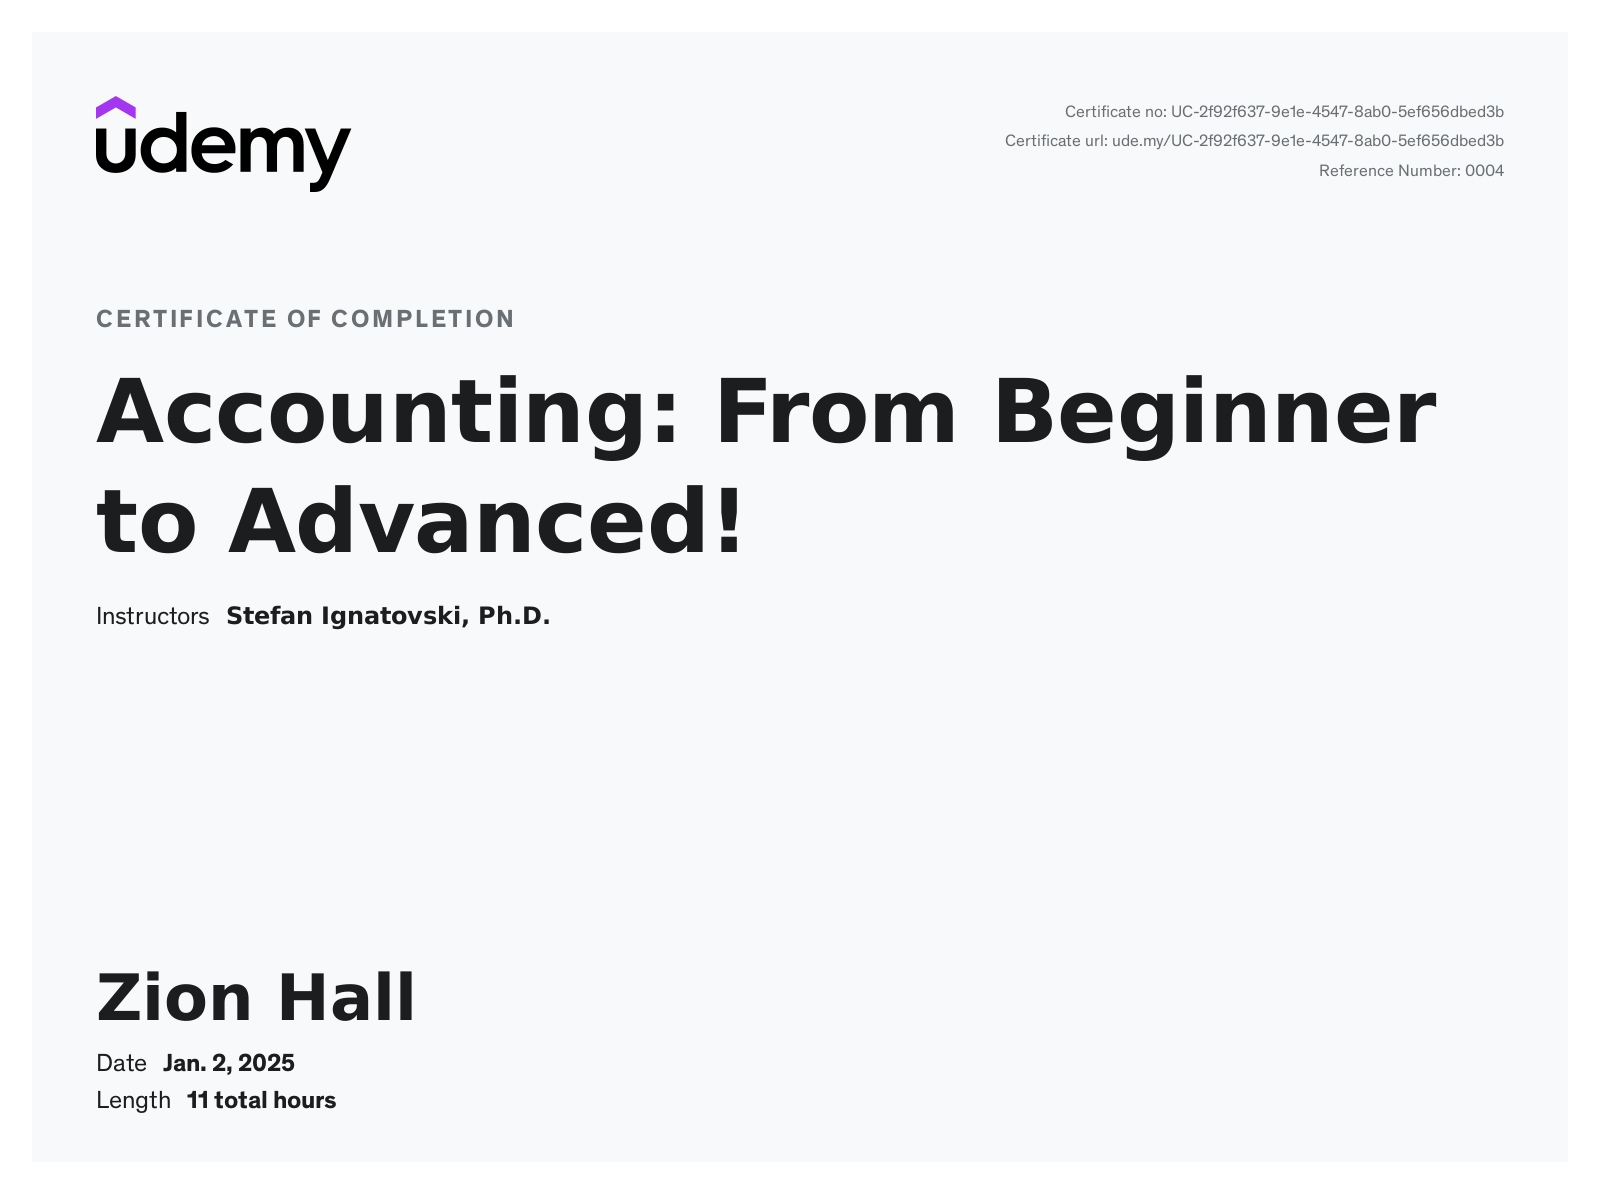 udemy
Certificate no: UC-2f92f637-9e1e-4547-8ab0-5ef656dbed3b
Certificate url: ude.my/UC-2f92f637-9e1e-4547-8ab0-5ef656dbed3b
Reference Number: 0004
CERTIFICATE OF COMPLETION
Accounting: From Beginner
to Advanced!
Instructors Stefan Ignatovski, Ph.D.
Zion Hall
Date Jan. 2, 2025
Length 11 total hours